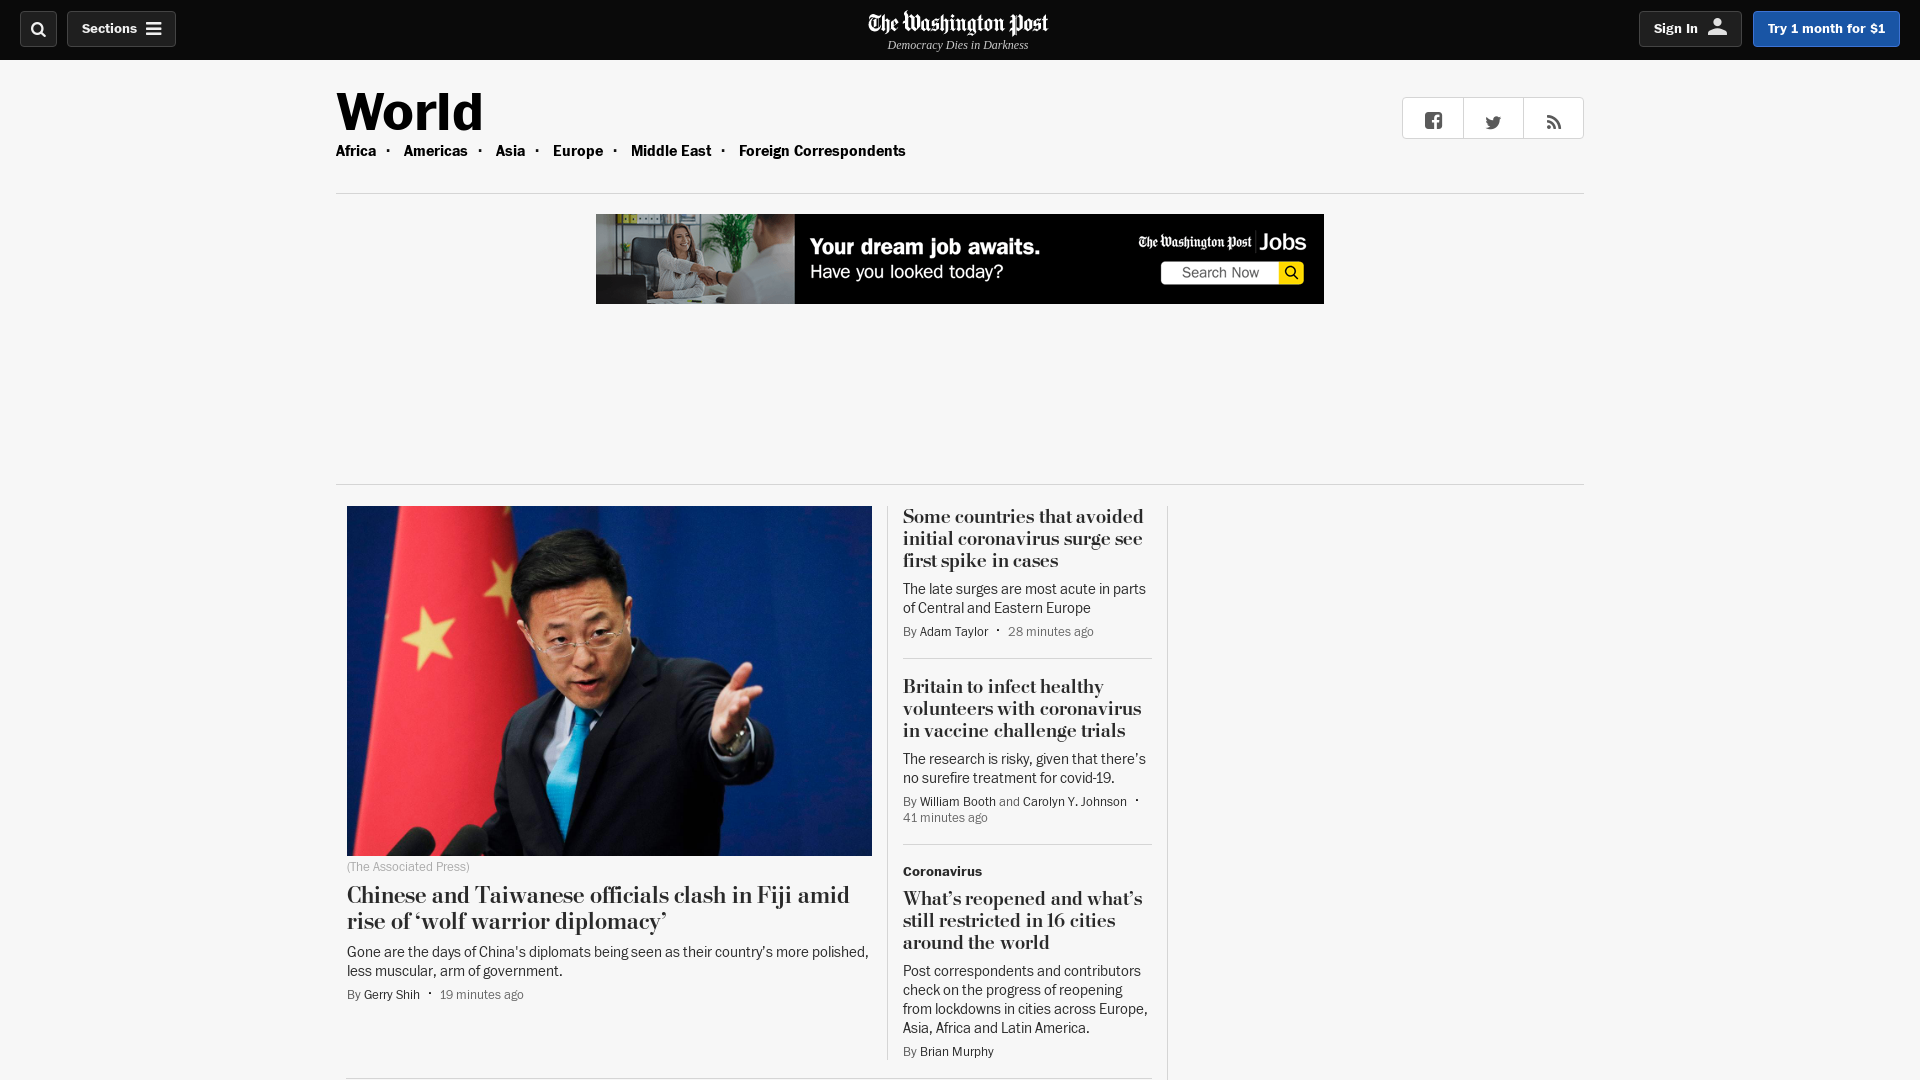 Sections
The Washington Post
Democracy Dies in Darkness
Sign In
Try 1 month for $1
World
Africa · Americas · Asia · Europe · Middle East · Foreign Correspondents
Your dream job awaits.
Have you looked today?
The Washington Post Jobs
Search Now
(The Associated Press)
Chinese and Taiwanese officials clash in Fiji amid
rise of ‘wolf warrior diplomacy’
Gone are the days of China's diplomats being seen as their country’s more polished,
less muscular, arm of government.
By Gerry Shih · 19 minutes ago
Some countries that avoided
initial coronavirus surge see
first spike in cases
The late surges are most acute in parts
of Central and Eastern Europe
By Adam Taylor · 28 minutes ago
Britain to infect healthy
volunteers with coronavirus
in vaccine challenge trials
The research is risky, given that there’s
no surefire treatment for covid-19.
By William Booth and Carolyn Y. Johnson ·
41 minutes ago
Coronavirus
What’s reopened and what’s
still restricted in 16 cities
around the world
Post correspondents and contributors
check on the progress of reopening
from lockdowns in cities across Europe,
Asia, Africa and Latin America.
By Brian Murphy